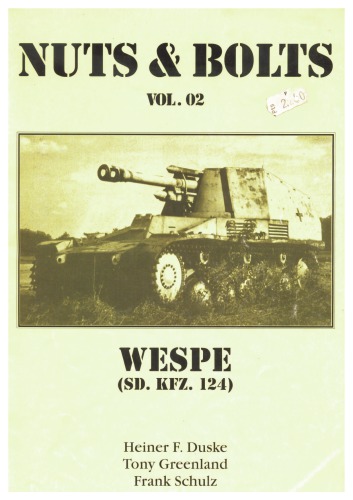 NUTS & BOLTS
VOL. 02
WESPE
(SD. KFZ. 124)
Heiner F. Duske
Tony Greenland
Frank Schulz